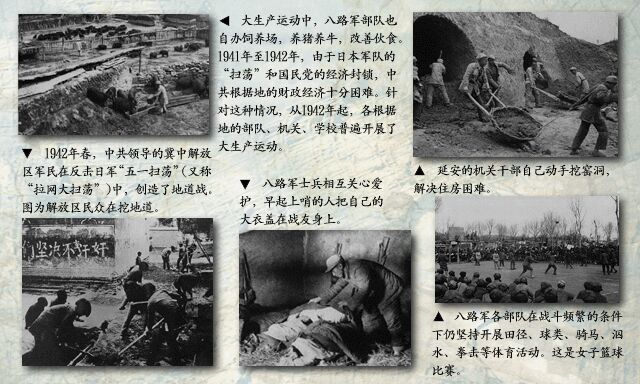 ◀ 大生产运动中，八路军部队也
自办饲养场，养猪养牛，改善伙食。
1941年至1942年，由于日本军队的
“扫荡”和国民党的经济封锁，中
共根据地的财政经济十分困难。针
对这种情况，从1942年起，各根据
地的部队、机关、学校普遍开展了
大生产运动。
▼ 1942年春，中共领导的冀中解放
区军民在反击日军“五一扫荡”(又称
“拉网大扫荡”)中，创造了地道战。
图为解放区民众在挖地道。
▼ 八路军士兵相互关心爱
护，早起上哨的人把自己的
大衣盖在战友身上。
▲ 延安的机关干部自己动手挖窑洞，
解决住房困难。
坚决不当汉奸
▲ 八路军各部队在战斗频繁的条件
下仍坚持开展田径、球类、骑马、泅
水、拳击等体育活动。这是女子篮球
比赛。